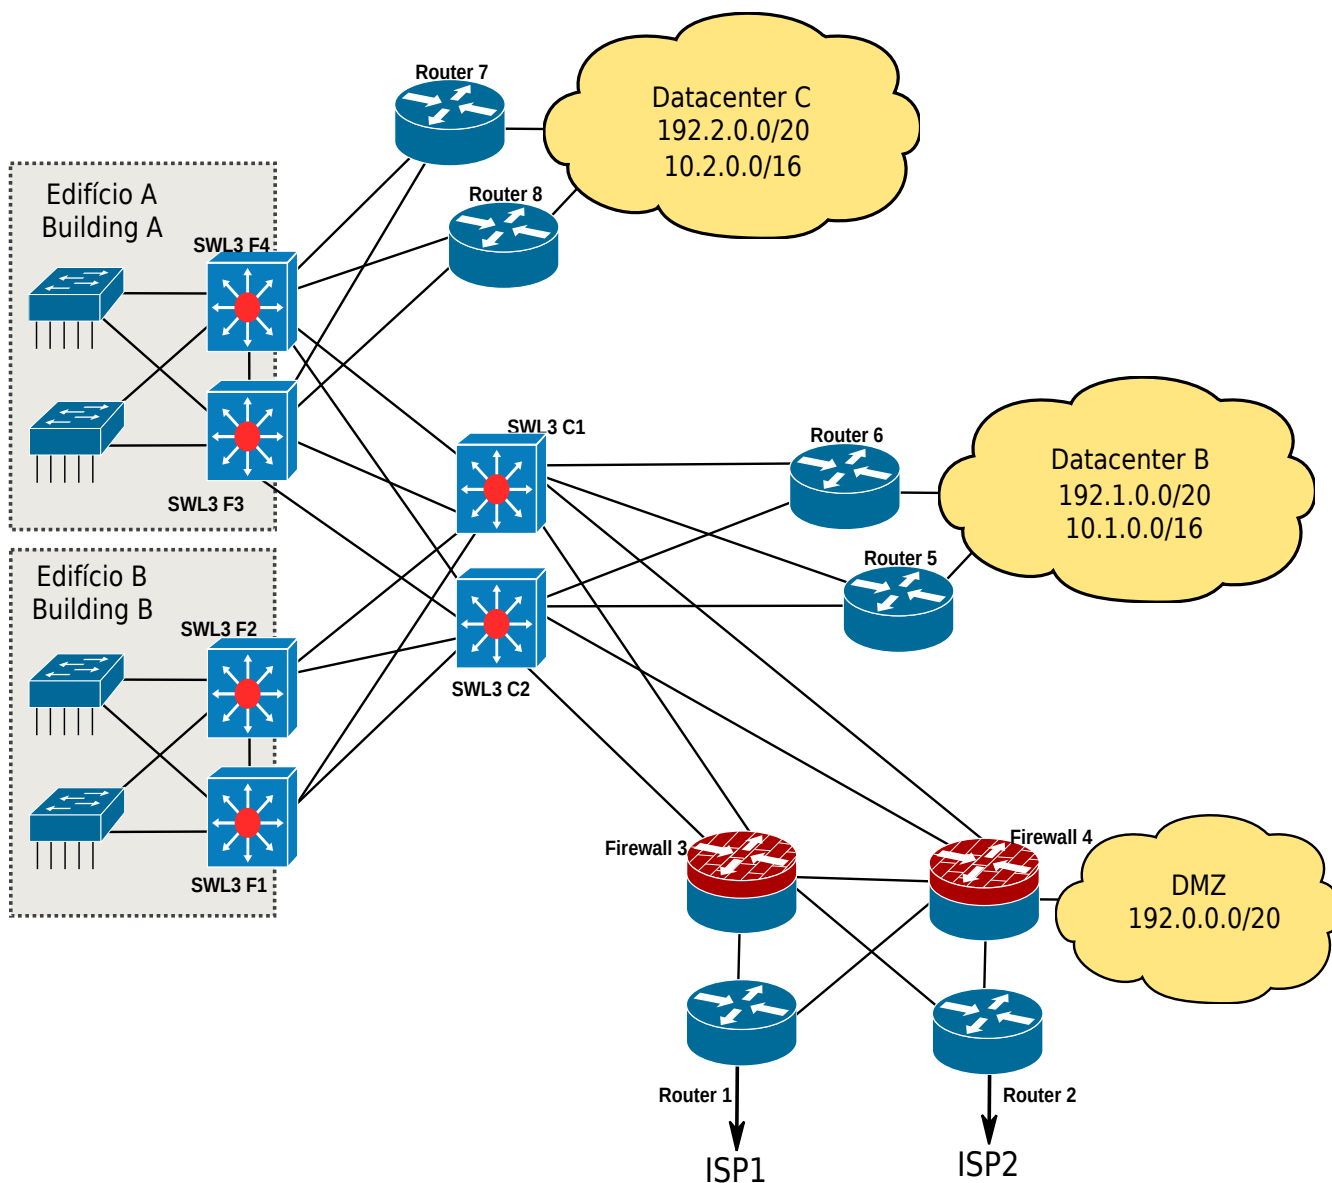 Router 7
Datacenter C
192.2.0.0/20
10.2.0.0/16
Router 8
Edifício A
Building A
SWL3 F4
SWL3 F3
SWL3 C1
Router 6
Datacenter B
192.1.0.0/20
10.1.0.0/16
Router 5
Edifício B
Building B
SWL3 F2
SWL3 C2
SWL3 F1
Firewall 3
Firewall 4
DMZ
192.0.0.0/20
Router 1
Router 2
ISP1
ISP2